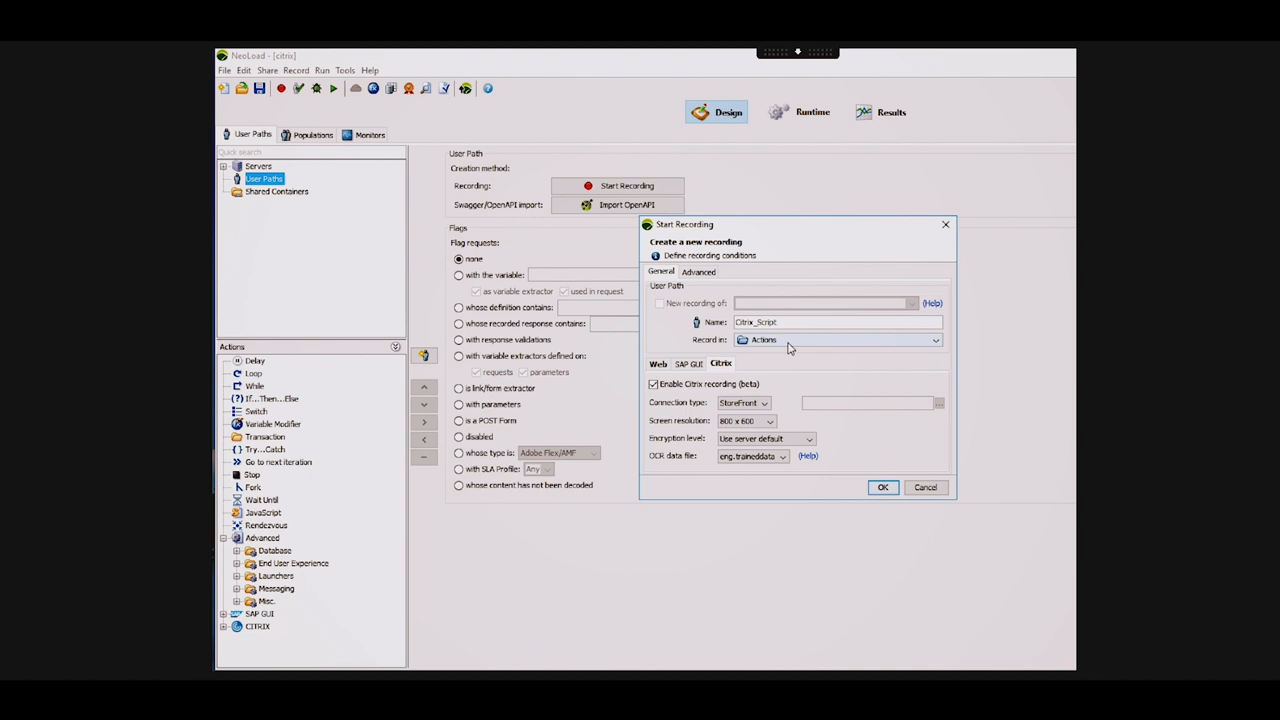 NeoLoad - [citrix]
File Edit Share Record Run Tools Help
Design Runtime Results
User Paths Populations Monitors
Quick search
Servers
User Paths
Shared Containers
User Path
Creation method:
Recording: Start Recording
Swagger/OpenAPI import: Import OpenAPI
Flags
Flag requests:
none
with the variable:
as variable extractor used in request
whose definition contains:
whose recorded response contains:
with response validations
with variable extractors defined on:
requests parameters
is link/form extractor
with parameters
is a POST Form
disabled
whose type is: Adobe Flex/AMF
with SLA Profile: Any
whose content has not been decoded
Start Recording
Create a new recording
Define recording conditions
General Advanced
User Path
New recording of: (Help)
Name: Citrix_Script
Record in: Actions
Web SAP GUI Citrix
Enable Citrix recording (beta)
Connection type: StoreFront ...
Screen resolution: 800 x 600
Encryption level: Use server default
OCR data file: eng.traineddata (Help)
OK Cancel
Actions
Delay
Loop
While
If...Then...Else
Switch
Variable Modifier
Transaction
Try...Catch
Go to next iteration
Stop
Fork
Wait Until
JavaScript
Rendezvous
Advanced
Database
End User Experience
Launchers
Messaging
Misc.
SAP GUI
CITRIX